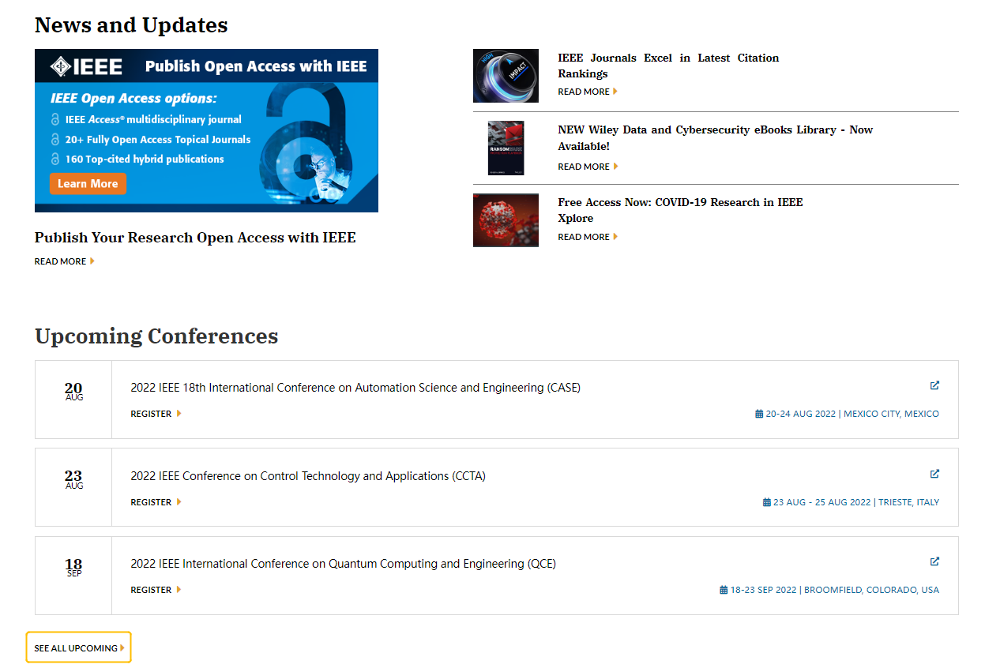 News and Updates
IEEE Publish Open Access with IEEE
IEEE Open Access options:
IEEE Access® multidisciplinary journal
20+ Fully Open Access Topical Journals
160 Top-cited hybrid publications
Learn More
Publish Your Research Open Access with IEEE
READ MORE
HIGH
IMPACT
IEEE Journals Excel in Latest Citation
Rankings
READ MORE
RANSOMWARE
NEW Wiley Data and Cybersecurity eBooks Library - Now
Available!
READ MORE
Free Access Now: COVID-19 Research in IEEE
Xplore
READ MORE
Upcoming Conferences
20
AUG
2022 IEEE 18th International Conference on Automation Science and Engineering (CASE)
REGISTER
20-24 AUG 2022 | MEXICO CITY, MEXICO
23
AUG
2022 IEEE Conference on Control Technology and Applications (CCTA)
REGISTER
23 AUG - 25 AUG 2022 | TRIESTE, ITALY
18
SEP
2022 IEEE International Conference on Quantum Computing and Engineering (QCE)
REGISTER
18-23 SEP 2022 | BROOMFIELD, COLORADO, USA
SEE ALL UPCOMING